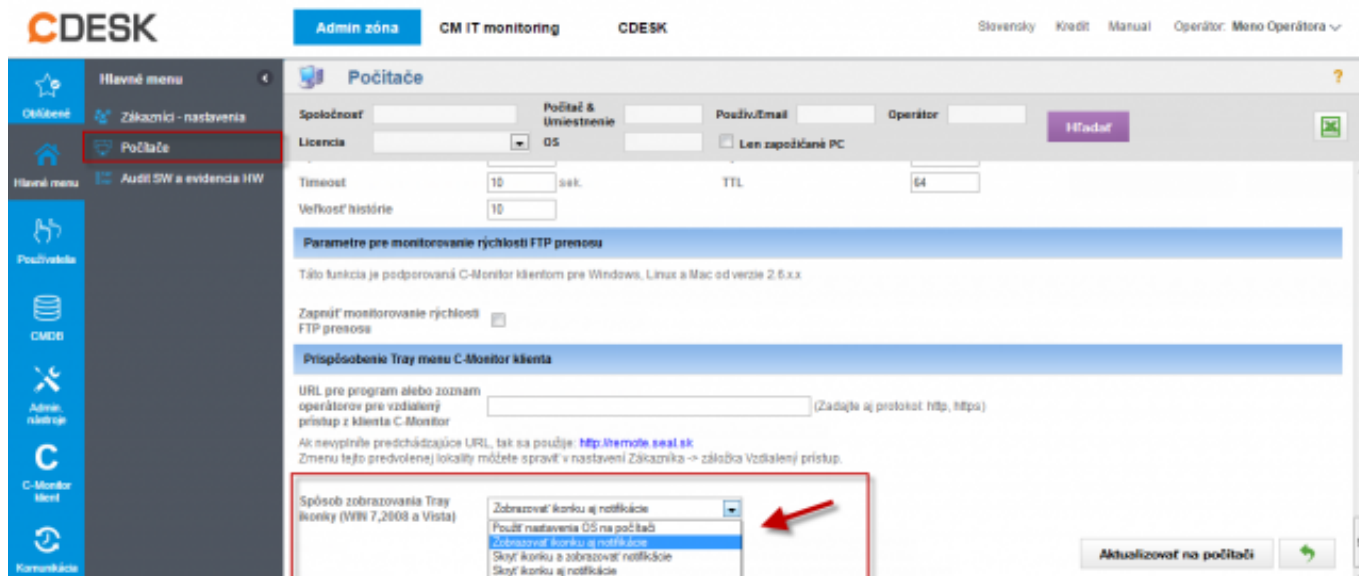 CDESK
Admin zóna
CM IT monitoring
CDESK
Slovensky
Kredit
Manual
Operátor: Meno Operátora
Obľúbené
Hlavné menu
Používatelia
CMDB
Admin. nástroje
C
C-Monitor klient
Komunikácia
Hlavné menu
Zákazníci - nastavenia
Počítače
Audit SW a evidencia HW
Počítače
?
Spoločnosť
Počítač & Umiestnenie
Použív./Email
Operátor
Hľadať
Licencia
OS
Len zapožičané PC
Timeout
10
sek.
TTL
64
Veľkosť histórie
10
Parametre pre monitorovanie rýchlosti FTP prenosu
Táto funkcia je podporovaná C-Monitor klientom pre Windows, Linux a Mac od verzie 2.6.x.x
Zapnúť monitorovanie rýchlosti
FTP prenosu
Prispôsobenie Tray menu C-Monitor klienta
URL pre program alebo zoznam
operátorov pre vzdialený
prístup z klienta C-Monitor
(Zadajte aj protokol: http, https)
Ak nevyplníte predchádzajúce URL, tak sa použije: http://remote.seal.sk
Zmenu tejto predvolenej lokality môžete spraviť v nastavení Zákazníka -> záložka Vzdialený prístup.
Spôsob zobrazovania Tray
ikonky (WIN 7,2008 a Vista)
Zobrazovať ikonku aj notifikácie
Použiť nastavenia OS na počítači
Zobrazovať ikonku aj notifikácie
Skryť ikonku a zobrazovať notifikácie
Skryť ikonku aj notifikácie
Aktualizovať na počítači